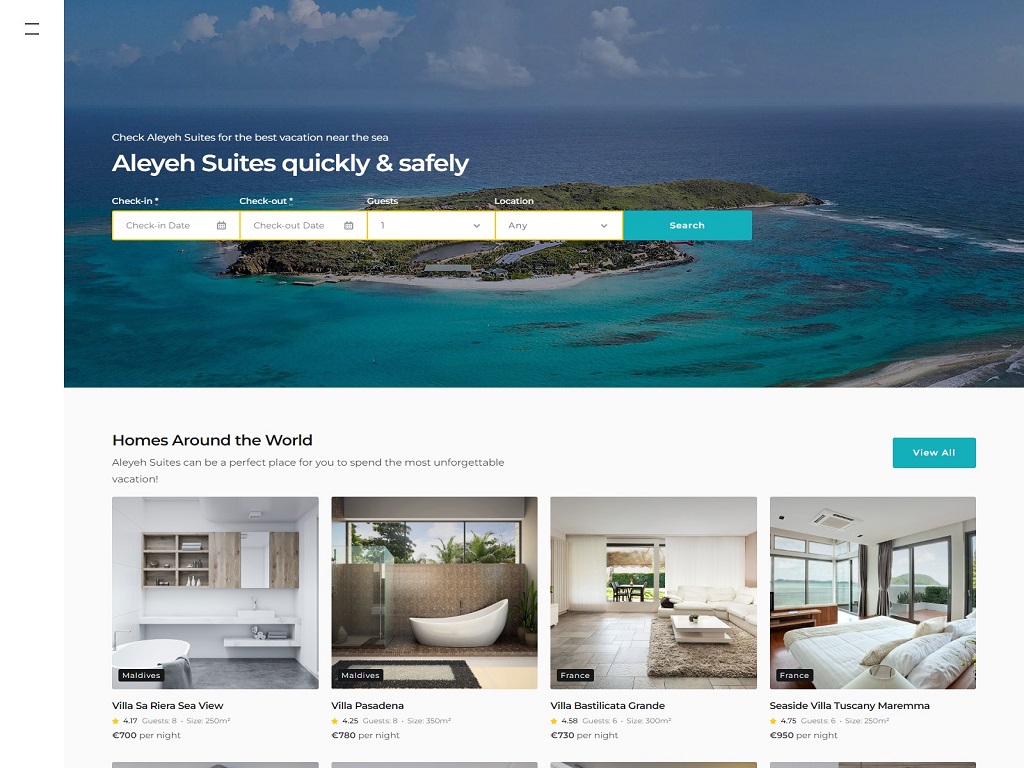 Check Aleyeh Suites for the best vacation near the sea
Aleyeh Suites quickly & safely
Check-in * Check-out * Guests Location
Check-in Date Check-out Date 1 Any Search
Homes Around the World
Aleyeh Suites can be a perfect place for you to spend the most unforgettable
vacation!
View All
Maldives Maldives France France
Villa Sa Riera Sea View Villa Pasadena Villa Bastilicata Grande Seaside Villa Tuscany Maremma
4.17 Guests: 8 • Size: 250m² 4.25 Guests: 8 • Size: 350m² 4.58 Guests: 6 • Size: 300m² 4.75 Guests: 6 • Size: 250m²
€700 per night €780 per night €730 per night €950 per night